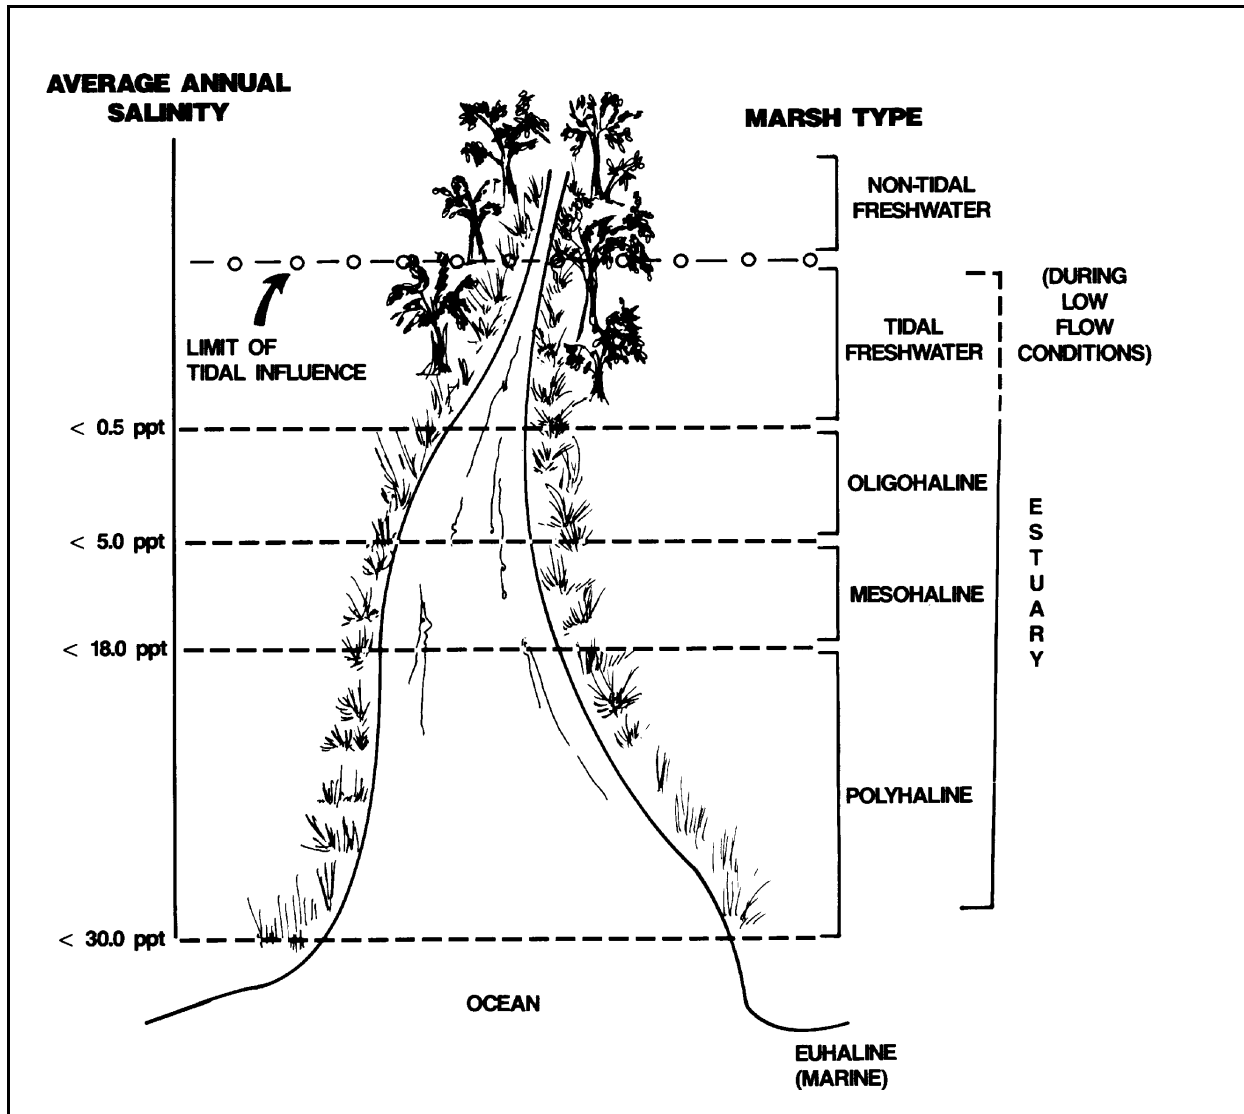 AVERAGE ANNUAL
SALINITY
MARSH TYPE
NON-TIDAL
FRESHWATER
LIMIT OF
TIDAL INFLUENCE
TIDAL
FRESHWATER
(DURING
LOW
FLOW
CONDITIONS)
< 0.5 ppt
OLIGOHALINE
< 5.0 ppt
MESOHALINE
ESTUARY
< 18.0 ppt
POLYHALINE
< 30.0 ppt
OCEAN
EUHALINE
(MARINE)